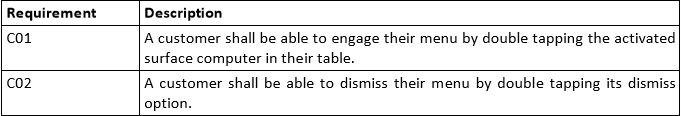 Requirement Description
C01 A customer shall be able to engage their menu by double tapping the activated
surface computer in their table.
C02 A customer shall be able to dismiss their menu by double tapping its dismiss
option.